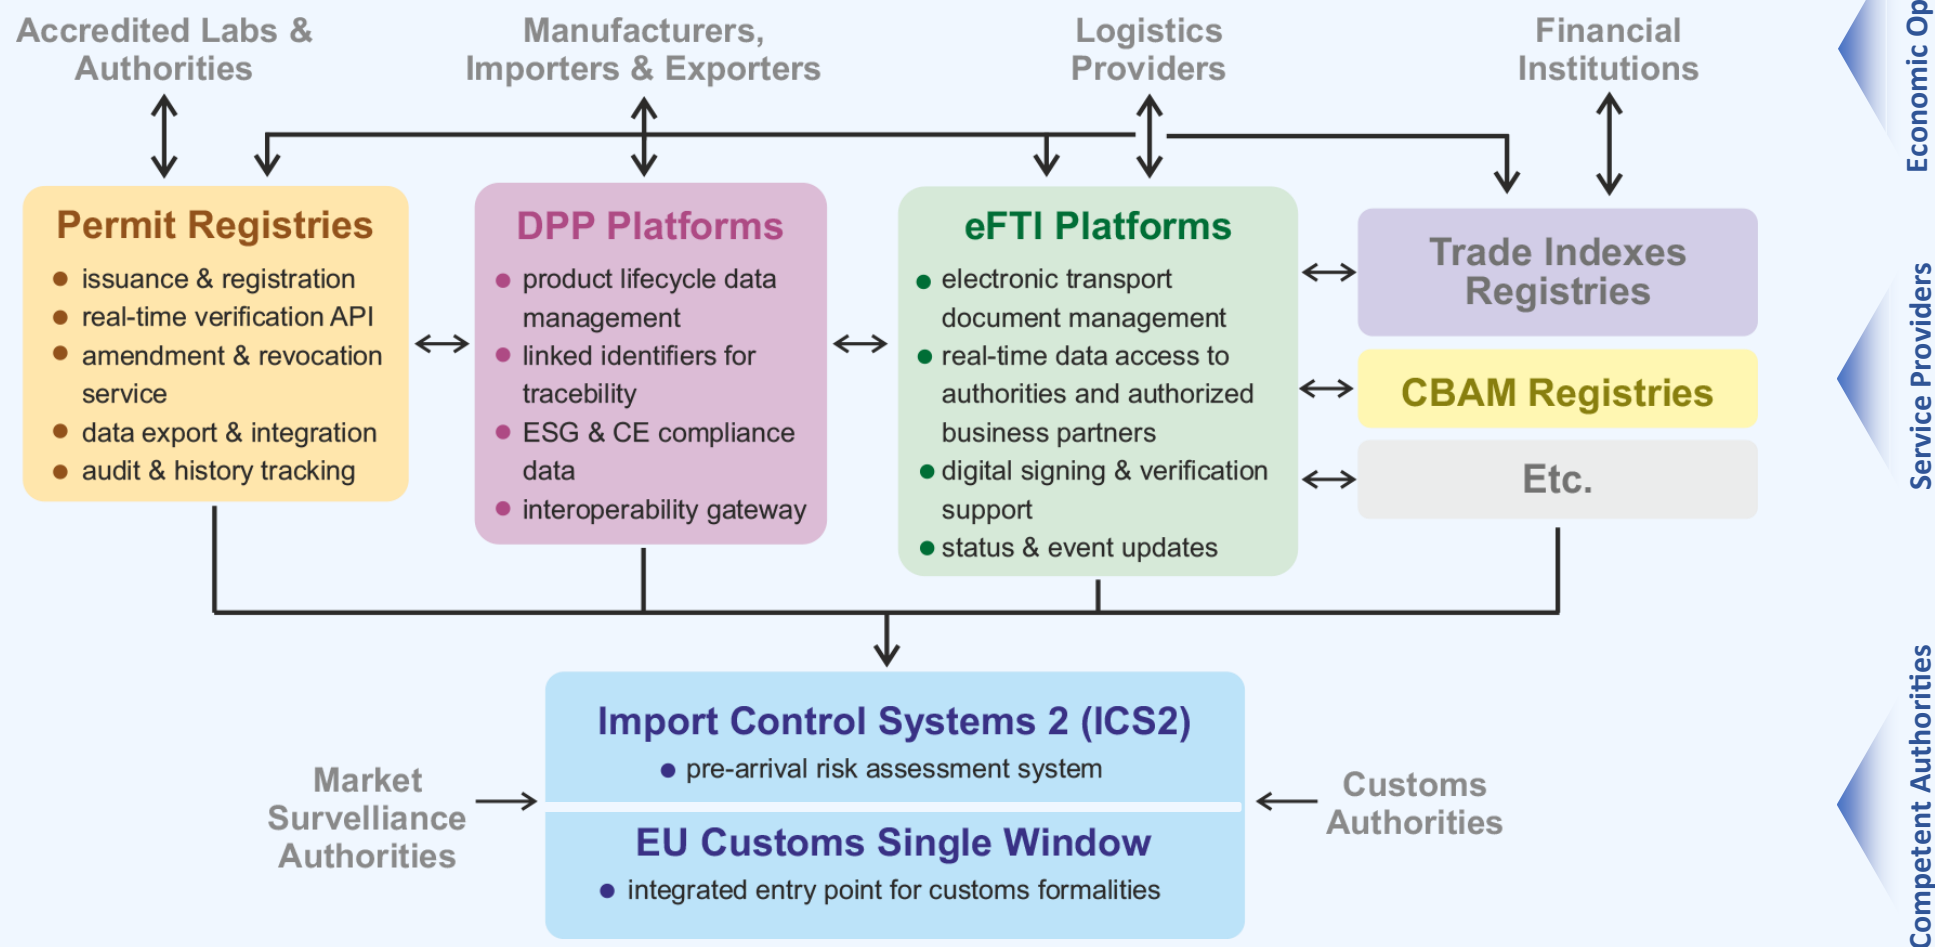 Accredited Labs &
Authorities
Manufacturers,
Importers & Exporters
Logistics
Providers
Financial
Institutions
Economic Op
Permit Registries
issuance & registration
real-time verification API
amendment & revocation
service
data export & integration
audit & history tracking
DPP Platforms
product lifecycle data
management
linked identifiers for
tracebility
ESG & CE compliance
data
interoperability gateway
eFTI Platforms
electronic transport
document management
real-time data access to
authorities and authorized
business partners
digital signing & verification
support
status & event updates
Trade Indexes
Registries
CBAM Registries
Etc.
Service Providers
Import Control Systems 2 (ICS2)
pre-arrival risk assessment system
EU Customs Single Window
integrated entry point for customs formalities
Market
Survelliance
Authorities
Customs
Authorities
Competent Authorities